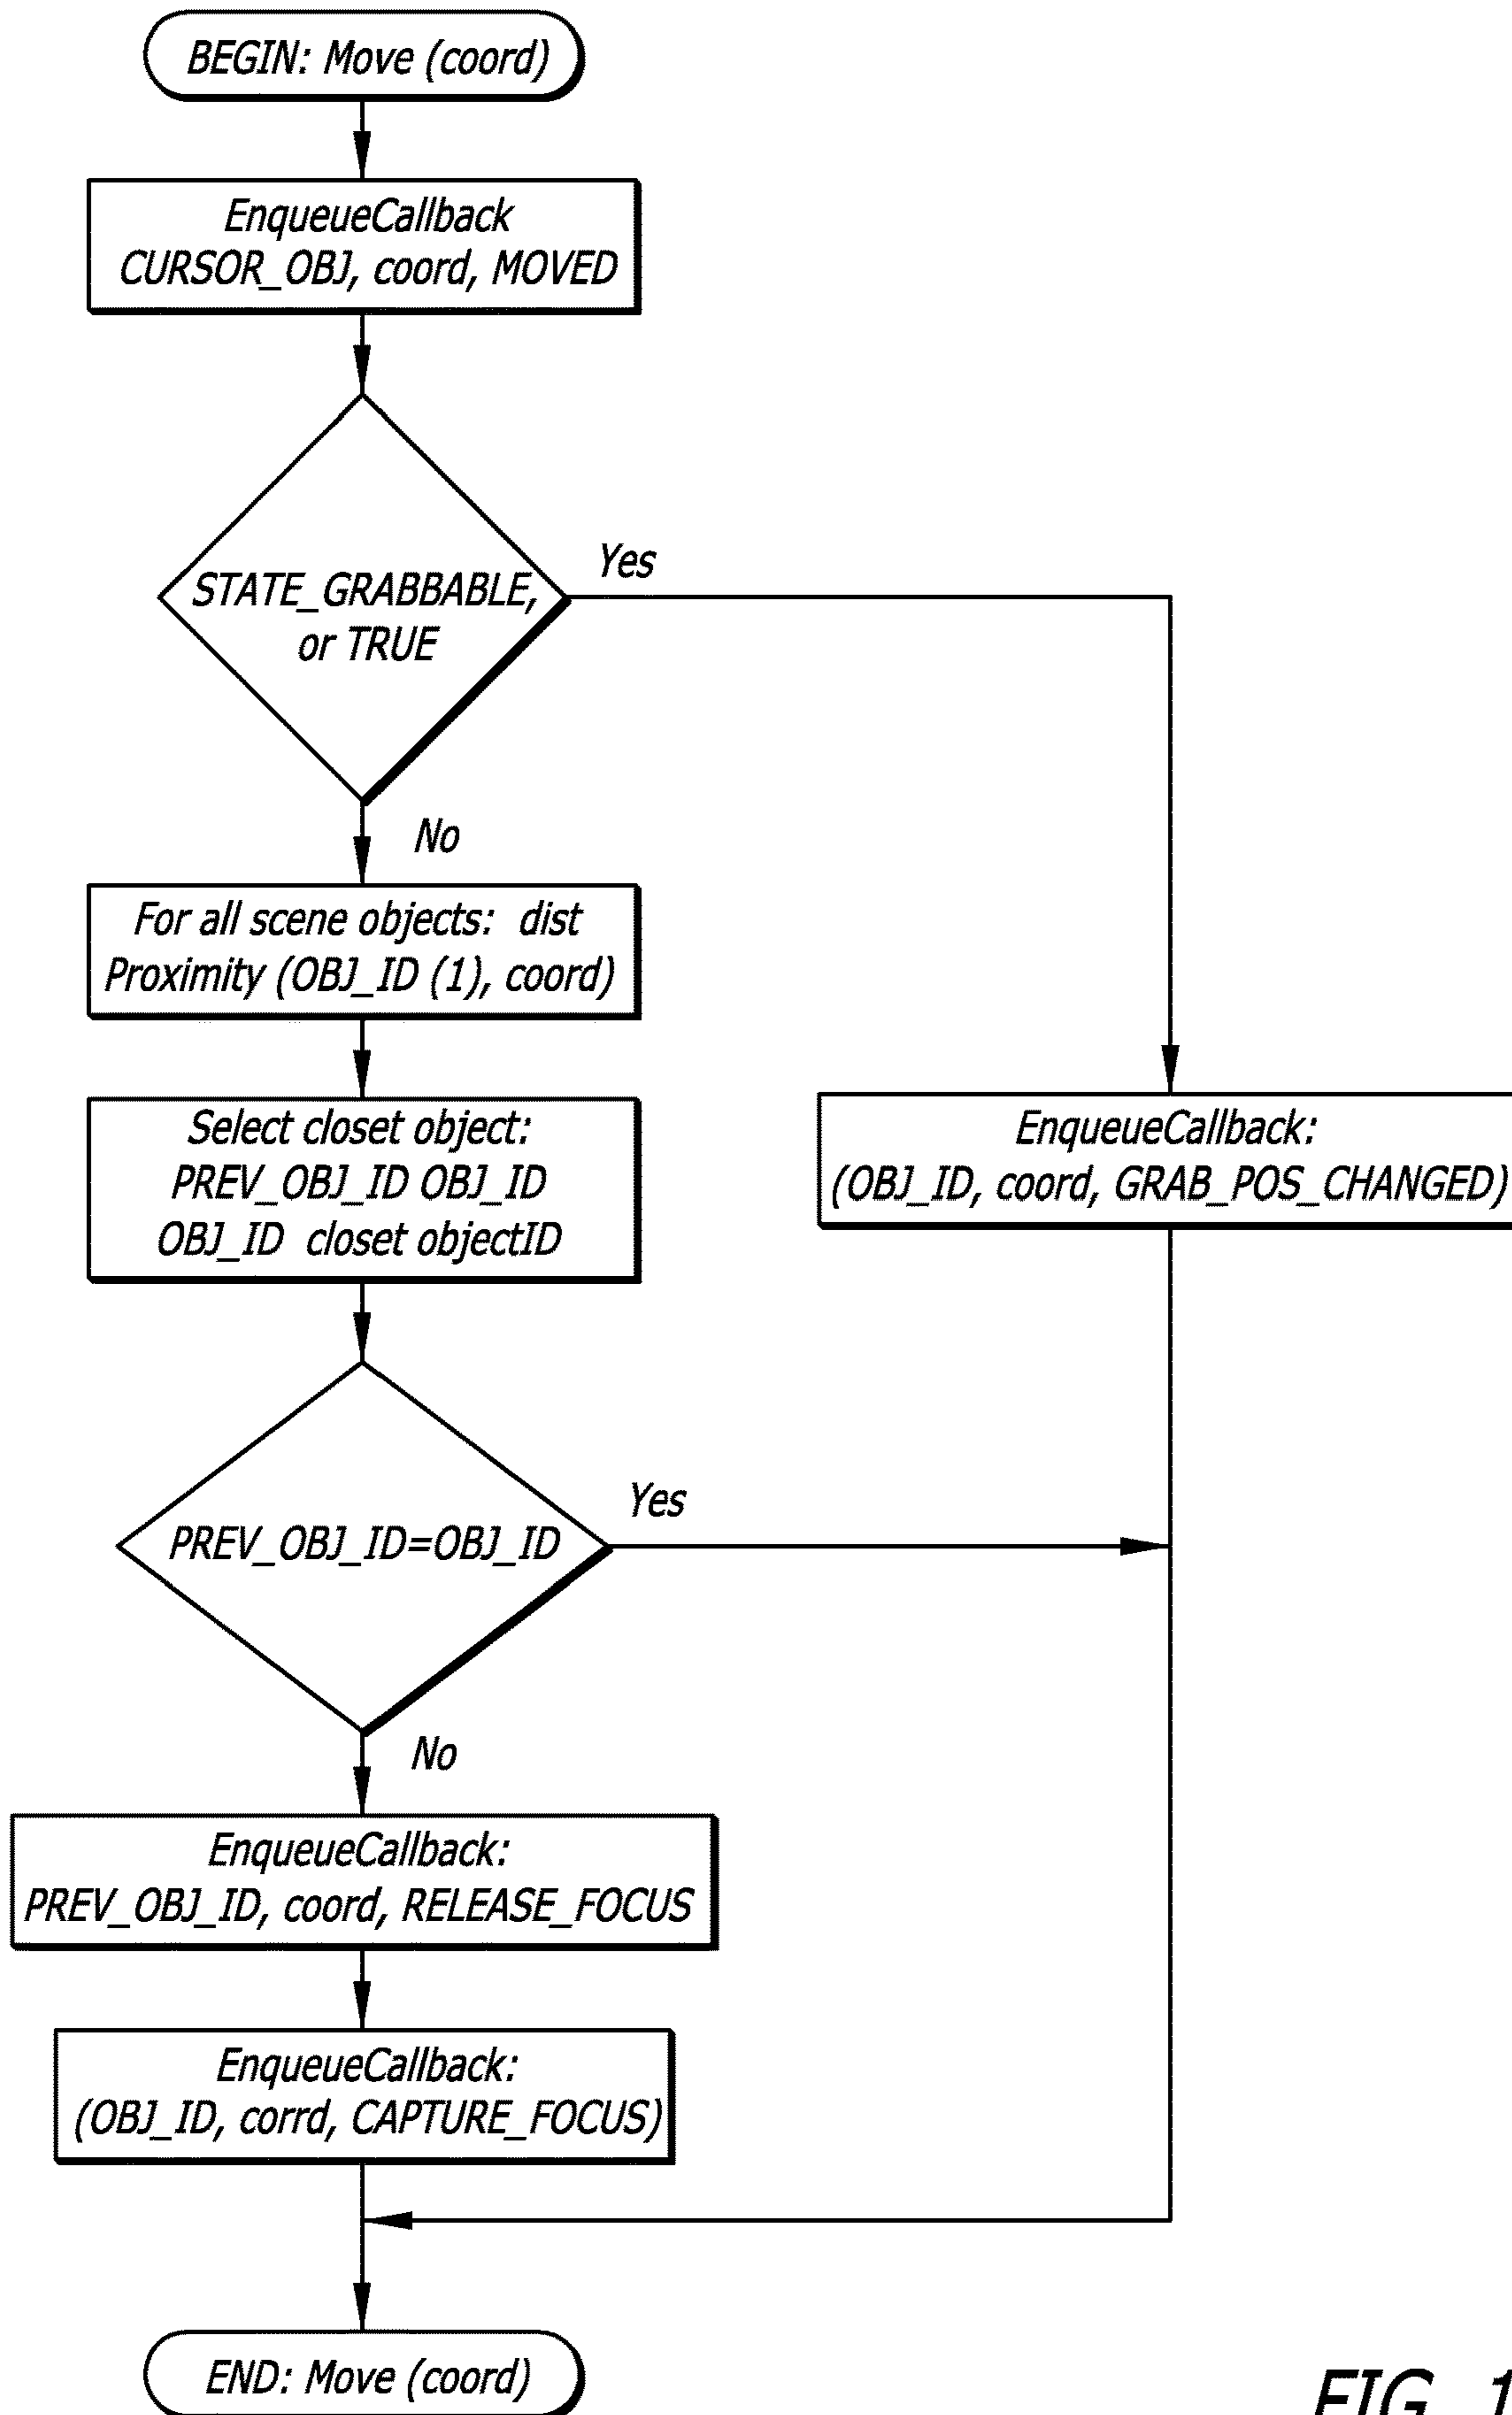 BEGIN: Move (coord)
EnqueueCallback
CURSOR_OBJ, coord, MOVED
STATE_GRABBABLE,
or TRUE
Yes
No
For all scene objects: dist
Proximity (OBJ_ID (1), coord)
Select closet object:
PREV_OBJ_ID OBJ_ID
OBJ_ID closet objectID
EnqueueCallback:
(OBJ_ID, coord, GRAB_POS_CHANGED)
PREV_OBJ_ID=OBJ_ID
Yes
No
EnqueueCallback:
PREV_OBJ_ID, coord, RELEASE_FOCUS
EnqueueCallback:
(OBJ_ID, corrd, CAPTURE_FOCUS)
END: Move (coord)
FIG. 1